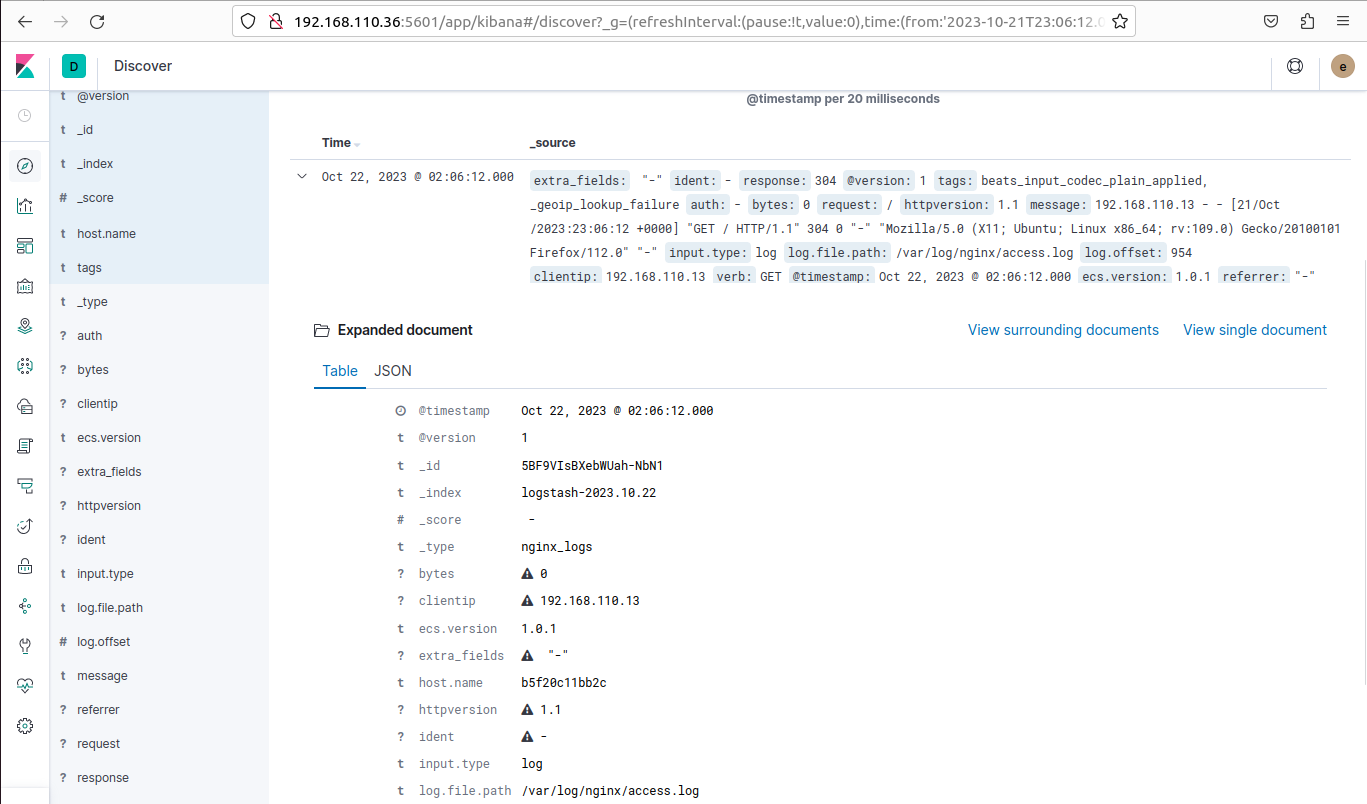 192.168.110.36:5601/app/kibana#/discover?_g=(refreshInterval:(pause:!t,value:0),time:(from:'2023-10-21T23:06:12.0
D Discover e
@timestamp per 20 milliseconds
t @version
t _id
t _index
# _score
t host.name
t tags
t _type
? auth
? bytes
? clientip
t ecs.version
? extra_fields
? httpversion
? ident
t input.type
t log.file.path
# log.offset
t message
? referrer
? request
? response
Time _source
Oct 22, 2023 @ 02:06:12.000
extra_fields: "-" ident: - response: 304 @version: 1 tags: beats_input_codec_plain_applied,
_geoip_lookup_failure auth: - bytes: 0 request: / httpversion: 1.1 message: 192.168.110.13 - - [21/Oct
/2023:23:06:12 +0000] "GET / HTTP/1.1" 304 0 "-" "Mozilla/5.0 (X11; Ubuntu; Linux x86_64; rv:109.0) Gecko/20100101
Firefox/112.0" "-" input.type: log log.file.path: /var/log/nginx/access.log log.offset: 954
clientip: 192.168.110.13 verb: GET @timestamp: Oct 22, 2023 @ 02:06:12.000 ecs.version: 1.0.1 referrer: "-"
Expanded document View surrounding documents View single document
Table JSON
@timestamp Oct 22, 2023 @ 02:06:12.000
t @version 1
t _id 5BF9VIsBXebWUah-NbN1
t _index logstash-2023.10.22
# _score -
t _type nginx_logs
? bytes 0
? clientip 192.168.110.13
t ecs.version 1.0.1
? extra_fields "-"
t host.name b5f20c11bb2c
? httpversion 1.1
? ident -
t input.type log
t log.file.path /var/log/nginx/access.log